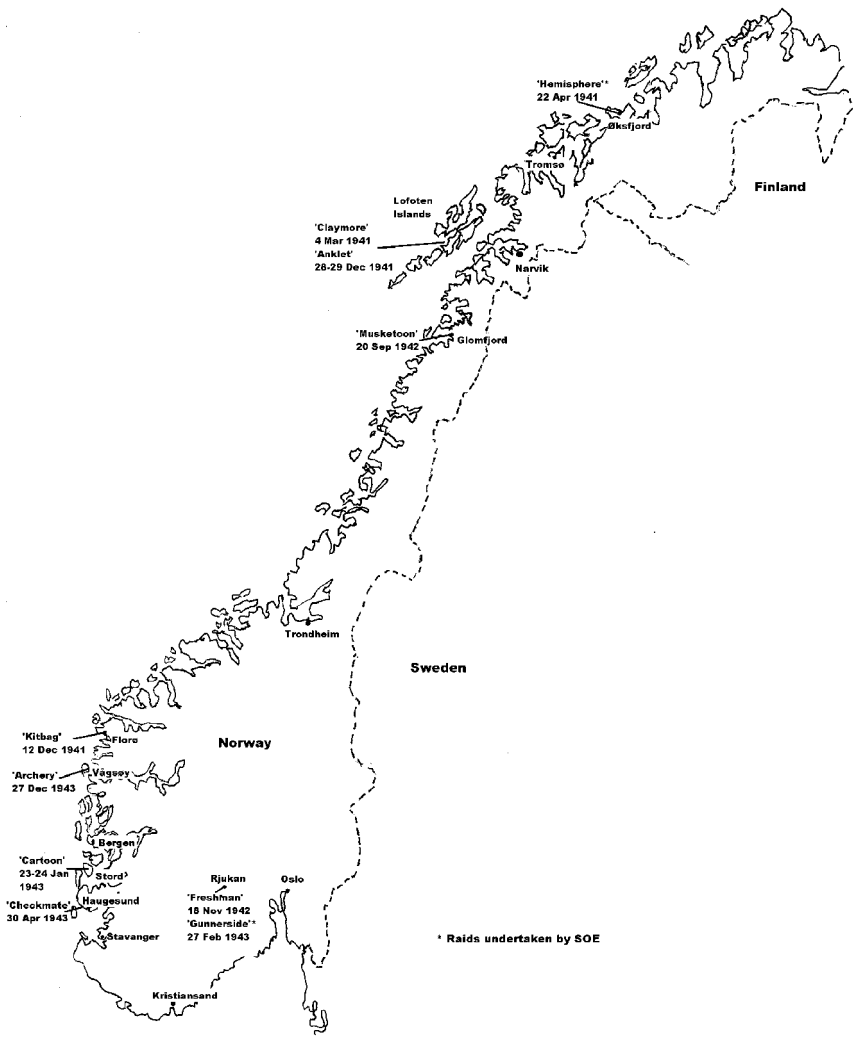 'Hemisphere'*
22 Apr 1941
Øksfjord
Tromsø
Finland
Lofoten
Islands
'Claymore'
4 Mar 1941
'Anklet'
28-29 Dec 1941
Narvik
'Musketoon'
20 Sep 1942
Glomfjord
Trondheim
Sweden
'Kitbag'
12 Dec 1941
Florø
Norway
'Archery'
27 Dec 1943
Vågsøy
Bergen
'Cartoon'
23-24 Jan
1943
Stord
Rjukan
Oslo
'Freshman'
18 Nov 1942
'Gunnerside'*
27 Feb 1943
'Checkmate'
30 Apr 1943
Haugesund
Stavanger
* Raids undertaken by SOE
Kristiansand